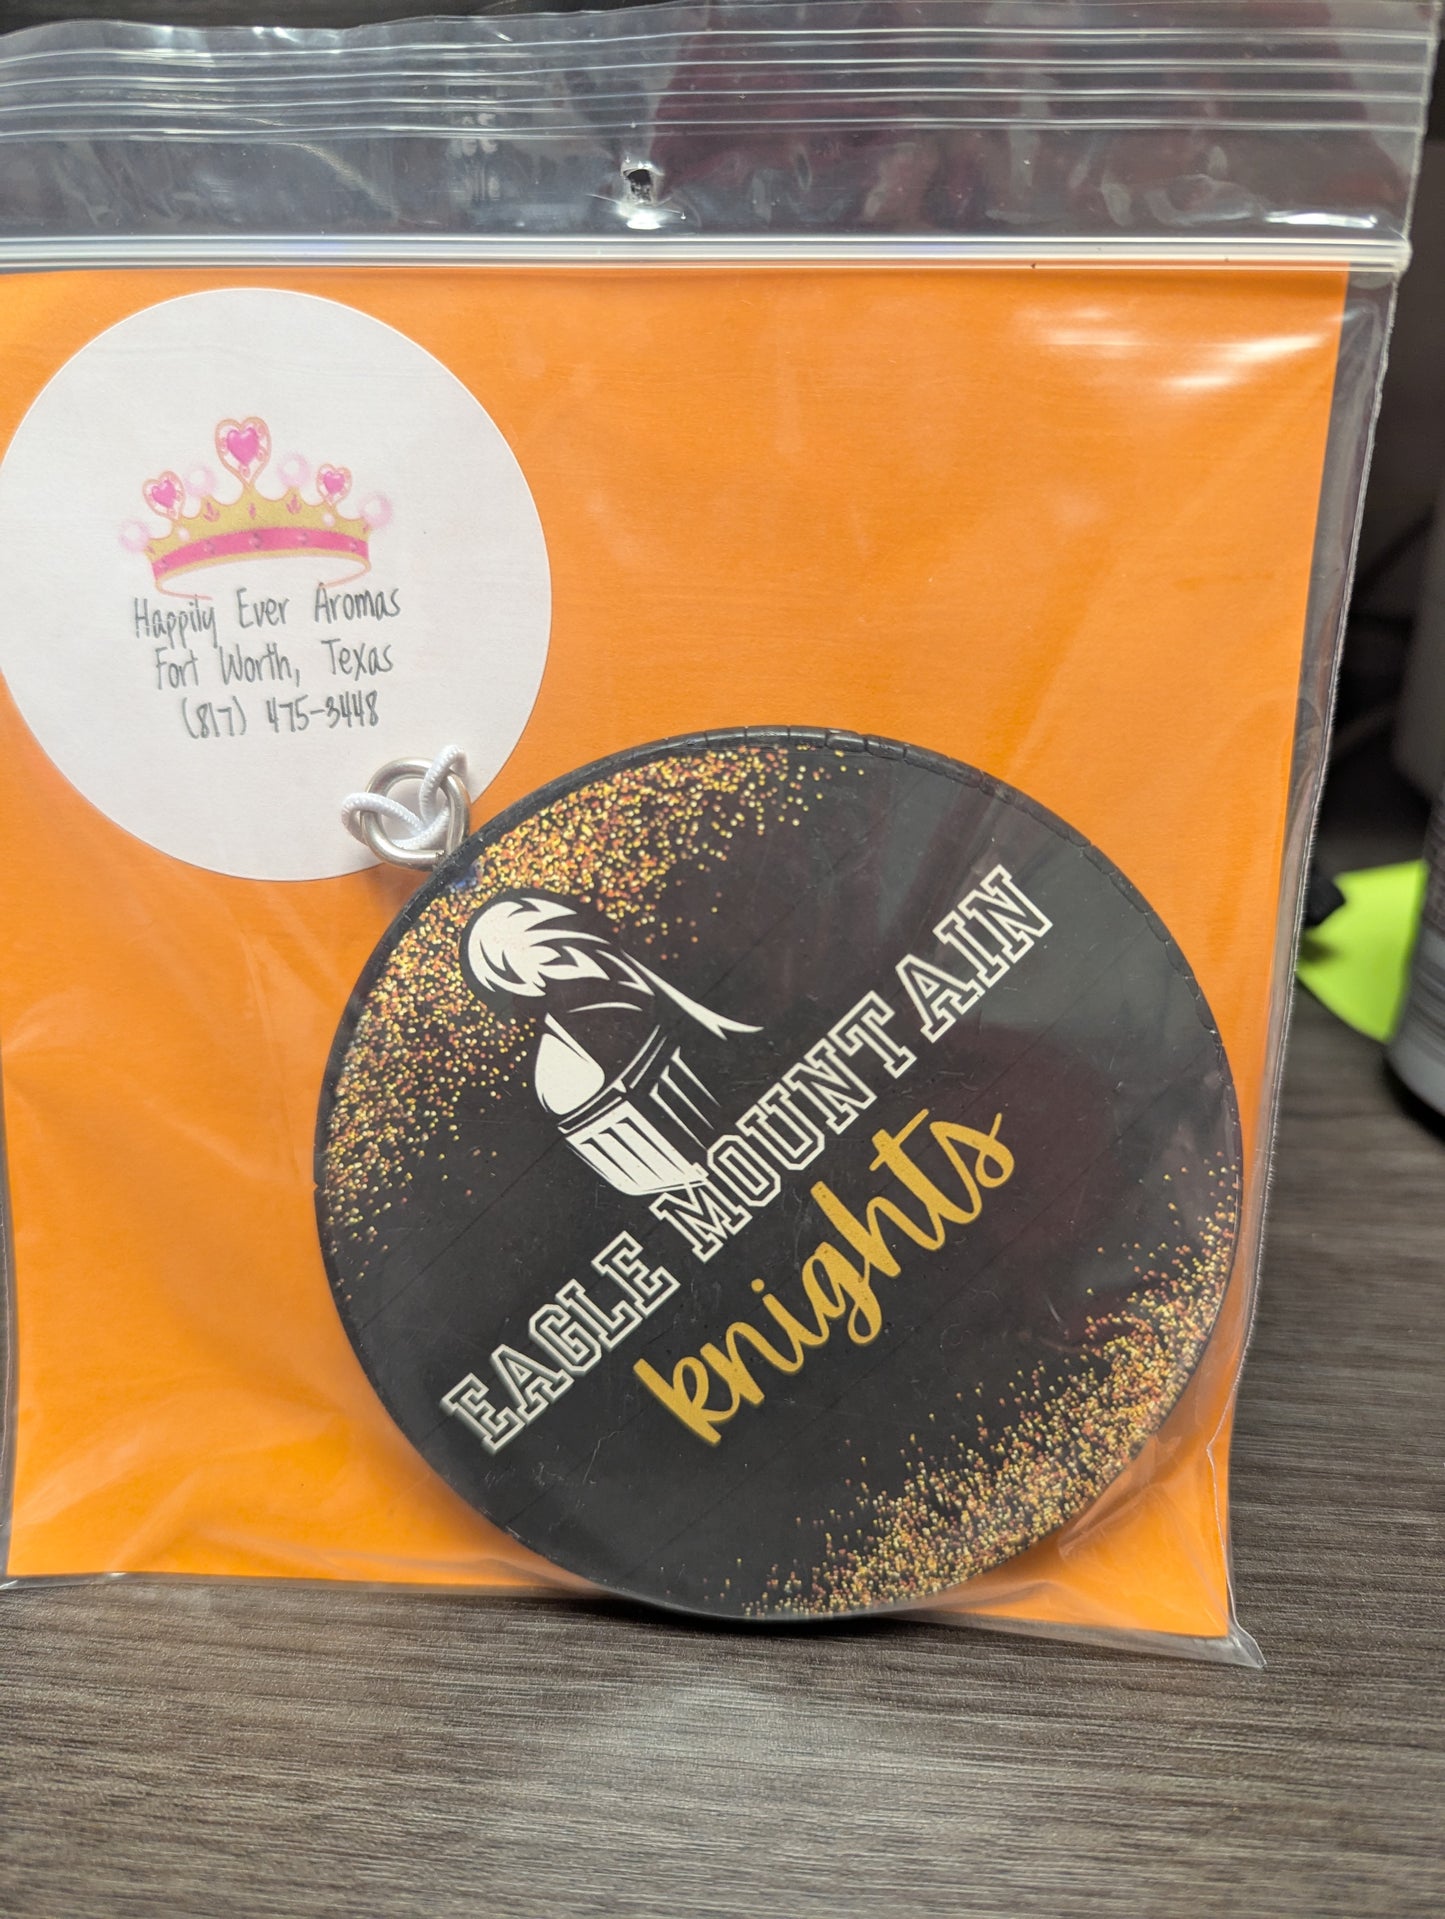 Happily Ever Aromas
Fort Worth, Texas
(817) 475-3448
EAGLE MOUNTAIN
knights